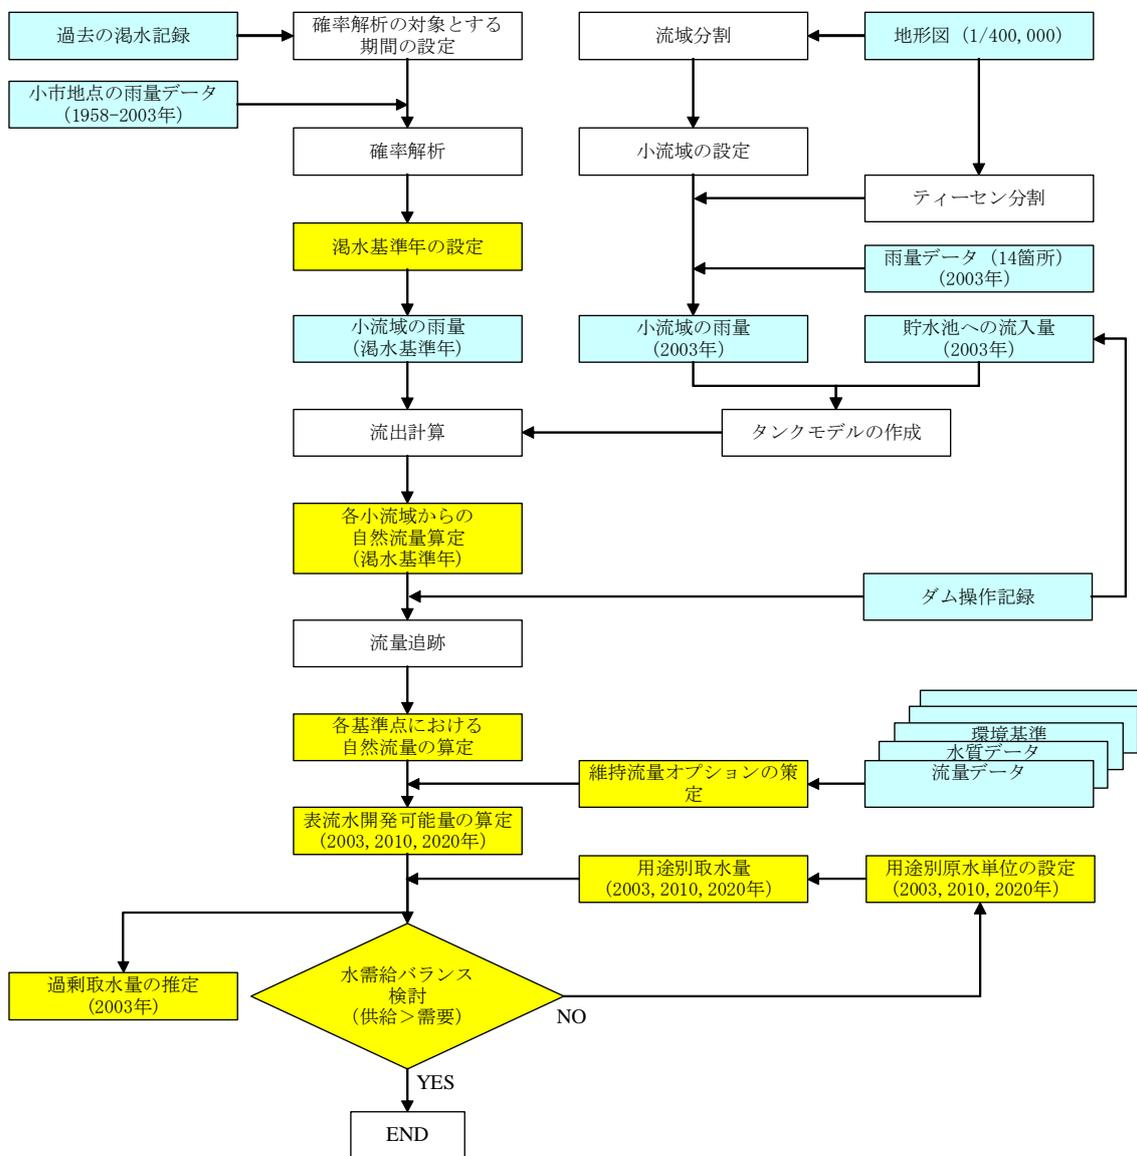 過去の渇水記録
確率解析の対象とする
期間の設定
流域分割
地形図 (1/400,000)
小市地点の雨量データ
(1958-2003年)
確率解析
小流域の設定
ティーセン分割
渇水基準年の設定
雨量データ (14箇所)
(2003年)
小流域の雨量
(渇水基準年)
小流域の雨量
(2003年)
貯水池への流入量
(2003年)
流出計算
タンクモデルの作成
各小流域からの
自然流量算定
(渇水基準年)
ダム操作記録
流量追跡
各基準点における
自然流量の算定
環境基準
水質データ
流量データ
維持流量オプションの策
定
表流水開発可能量の算定
(2003,2010,2020年)
用途別取水量
(2003,2010,2020年)
用途別原水単位の設定
(2003,2010,2020年)
過剰取水量の推定
(2003年)
水需給バランス
検討
(供給>需要)
NO
YES
END